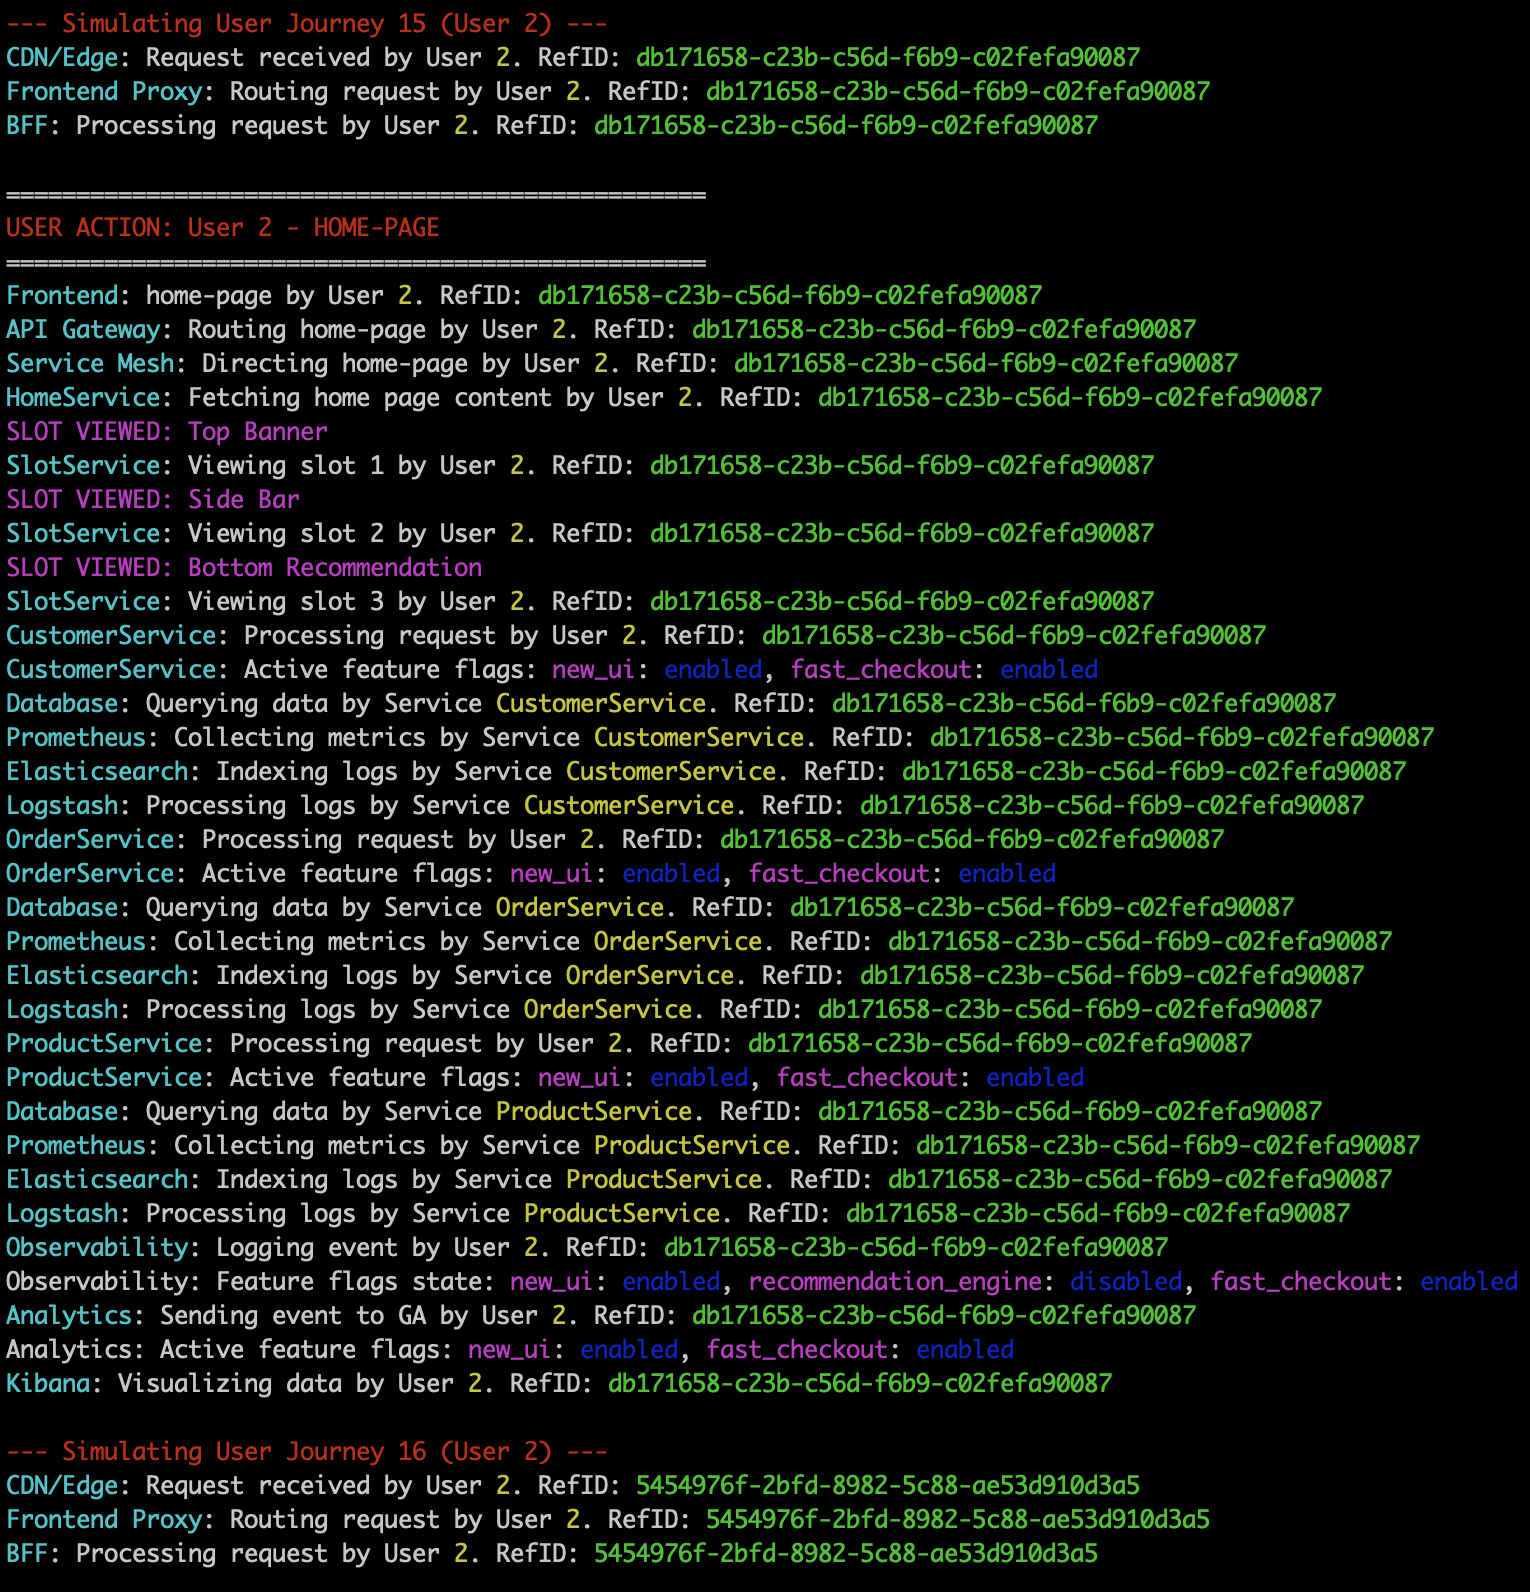 --- Simulating User Journey 15 (User 2) ---
CDN/Edge: Request received by User 2. RefID: db171658-c23b-c56d-f6b9-c02fefa90087
Frontend Proxy: Routing request by User 2. RefID: db171658-c23b-c56d-f6b9-c02fefa90087
BFF: Processing request by User 2. RefID: db171658-c23b-c56d-f6b9-c02fefa90087
==================================================
USER ACTION: User 2 - HOME-PAGE
==================================================
Frontend: home-page by User 2. RefID: db171658-c23b-c56d-f6b9-c02fefa90087
API Gateway: Routing home-page by User 2. RefID: db171658-c23b-c56d-f6b9-c02fefa90087
Service Mesh: Directing home-page by User 2. RefID: db171658-c23b-c56d-f6b9-c02fefa90087
HomeService: Fetching home page content by User 2. RefID: db171658-c23b-c56d-f6b9-c02fefa90087
SLOT VIEWED: Top Banner
SlotService: Viewing slot 1 by User 2. RefID: db171658-c23b-c56d-f6b9-c02fefa90087
SLOT VIEWED: Side Bar
SlotService: Viewing slot 2 by User 2. RefID: db171658-c23b-c56d-f6b9-c02fefa90087
SLOT VIEWED: Bottom Recommendation
SlotService: Viewing slot 3 by User 2. RefID: db171658-c23b-c56d-f6b9-c02fefa90087
CustomerService: Processing request by User 2. RefID: db171658-c23b-c56d-f6b9-c02fefa90087
CustomerService: Active feature flags: new_ui: enabled, fast_checkout: enabled
Database: Querying data by Service CustomerService. RefID: db171658-c23b-c56d-f6b9-c02fefa90087
Prometheus: Collecting metrics by Service CustomerService. RefID: db171658-c23b-c56d-f6b9-c02fefa90087
Elasticsearch: Indexing logs by Service CustomerService. RefID: db171658-c23b-c56d-f6b9-c02fefa90087
Logstash: Processing logs by Service CustomerService. RefID: db171658-c23b-c56d-f6b9-c02fefa90087
OrderService: Processing request by User 2. RefID: db171658-c23b-c56d-f6b9-c02fefa90087
OrderService: Active feature flags: new_ui: enabled, fast_checkout: enabled
Database: Querying data by Service OrderService. RefID: db171658-c23b-c56d-f6b9-c02fefa90087
Prometheus: Collecting metrics by Service OrderService. RefID: db171658-c23b-c56d-f6b9-c02fefa90087
Elasticsearch: Indexing logs by Service OrderService. RefID: db171658-c23b-c56d-f6b9-c02fefa90087
Logstash: Processing logs by Service OrderService. RefID: db171658-c23b-c56d-f6b9-c02fefa90087
ProductService: Processing request by User 2. RefID: db171658-c23b-c56d-f6b9-c02fefa90087
ProductService: Active feature flags: new_ui: enabled, fast_checkout: enabled
Database: Querying data by Service ProductService. RefID: db171658-c23b-c56d-f6b9-c02fefa90087
Prometheus: Collecting metrics by Service ProductService. RefID: db171658-c23b-c56d-f6b9-c02fefa90087
Elasticsearch: Indexing logs by Service ProductService. RefID: db171658-c23b-c56d-f6b9-c02fefa90087
Logstash: Processing logs by Service ProductService. RefID: db171658-c23b-c56d-f6b9-c02fefa90087
Observability: Logging event by User 2. RefID: db171658-c23b-c56d-f6b9-c02fefa90087
Observability: Feature flags state: new_ui: enabled, recommendation_engine: disabled, fast_checkout: enabled
Analytics: Sending event to GA by User 2. RefID: db171658-c23b-c56d-f6b9-c02fefa90087
Analytics: Active feature flags: new_ui: enabled, fast_checkout: enabled
Kibana: Visualizing data by User 2. RefID: db171658-c23b-c56d-f6b9-c02fefa90087
--- Simulating User Journey 16 (User 2) ---
CDN/Edge: Request received by User 2. RefID: 5454976f-2bfd-8982-5c88-ae53d910d3a5
Frontend Proxy: Routing request by User 2. RefID: 5454976f-2bfd-8982-5c88-ae53d910d3a5
BFF: Processing request by User 2. RefID: 5454976f-2bfd-8982-5c88-ae53d910d3a5